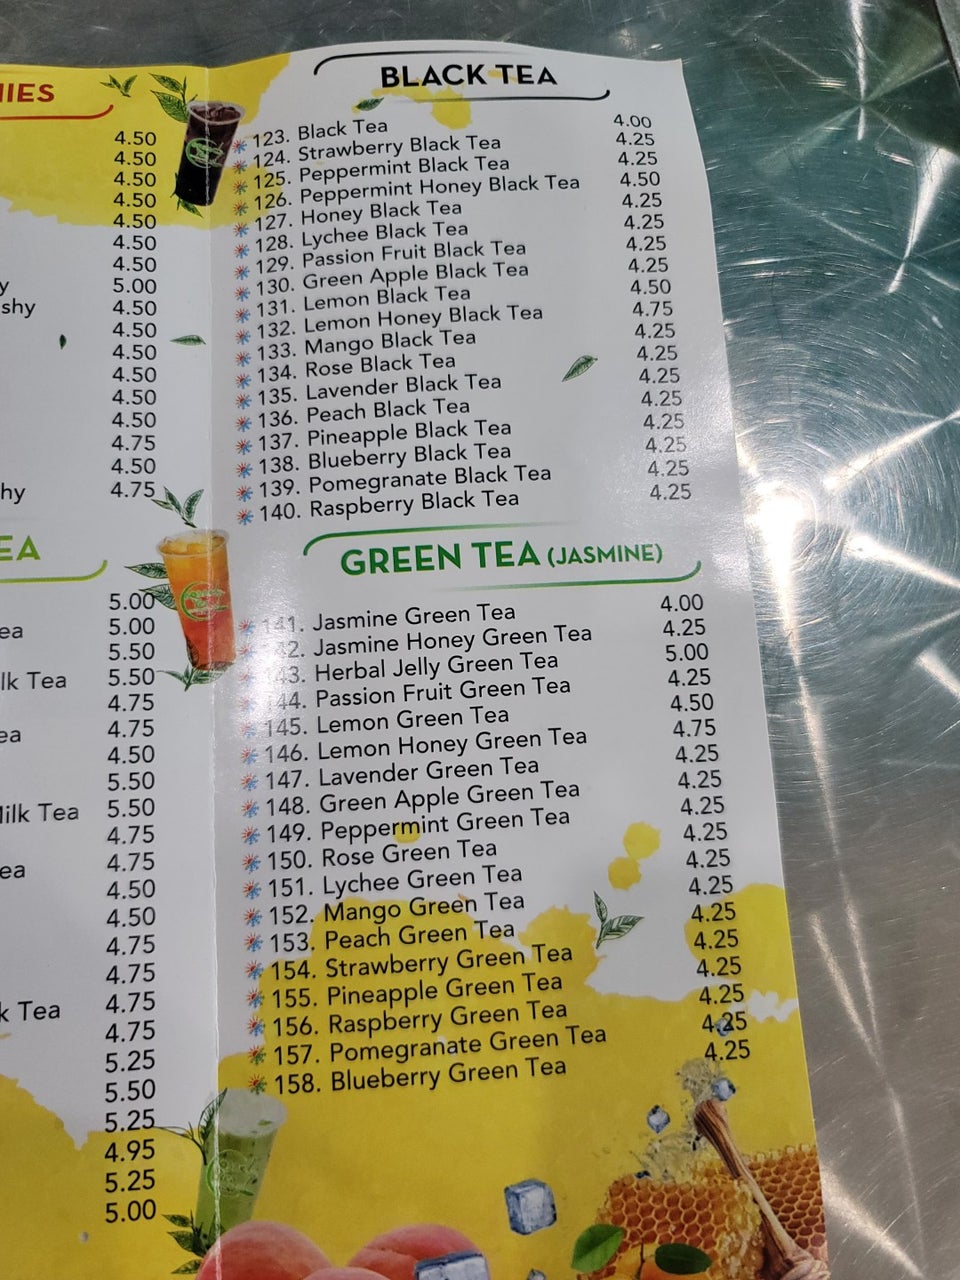 IES
4.50
4.50
4.50
4.50
4.50
4.50
4.50
y 5.00
shy 4.50
4.50
4.50
4.50
4.50
4.50
4.75
4.50
hy 4.75
EA
5.00
ea 5.00
5.50
lk Tea 5.50
4.75
ea 4.75
4.50
5.50
Milk Tea 5.50
4.75
ea 4.75
4.50
4.50
4.75
4.75
k Tea 4.75
4.75
5.25
5.50
5.25
4.95
5.25
5.00
BLACK TEA
123. Black Tea 4.00
124. Strawberry Black Tea 4.25
125. Peppermint Black Tea 4.25
126. Peppermint Honey Black Tea 4.50
127. Honey Black Tea 4.25
128. Lychee Black Tea 4.25
129. Passion Fruit Black Tea 4.25
130. Green Apple Black Tea 4.25
131. Lemon Black Tea 4.50
132. Lemon Honey Black Tea 4.75
133. Mango Black Tea 4.25
134. Rose Black Tea 4.25
135. Lavender Black Tea 4.25
136. Peach Black Tea 4.25
137. Pineapple Black Tea 4.25
138. Blueberry Black Tea 4.25
139. Pomegranate Black Tea 4.25
140. Raspberry Black Tea 4.25
GREEN TEA (JASMINE)
141. Jasmine Green Tea 4.00
142. Jasmine Honey Green Tea 4.25
143. Herbal Jelly Green Tea 5.00
144. Passion Fruit Green Tea 4.25
145. Lemon Green Tea 4.50
146. Lemon Honey Green Tea 4.75
147. Lavender Green Tea 4.25
148. Green Apple Green Tea 4.25
149. Peppermint Green Tea 4.25
150. Rose Green Tea 4.25
151. Lychee Green Tea 4.25
152. Mango Green Tea 4.25
153. Peach Green Tea 4.25
154. Strawberry Green Tea 4.25
155. Pineapple Green Tea 4.25
156. Raspberry Green Tea 4.25
157. Pomegranate Green Tea 4.25
158. Blueberry Green Tea 4.25